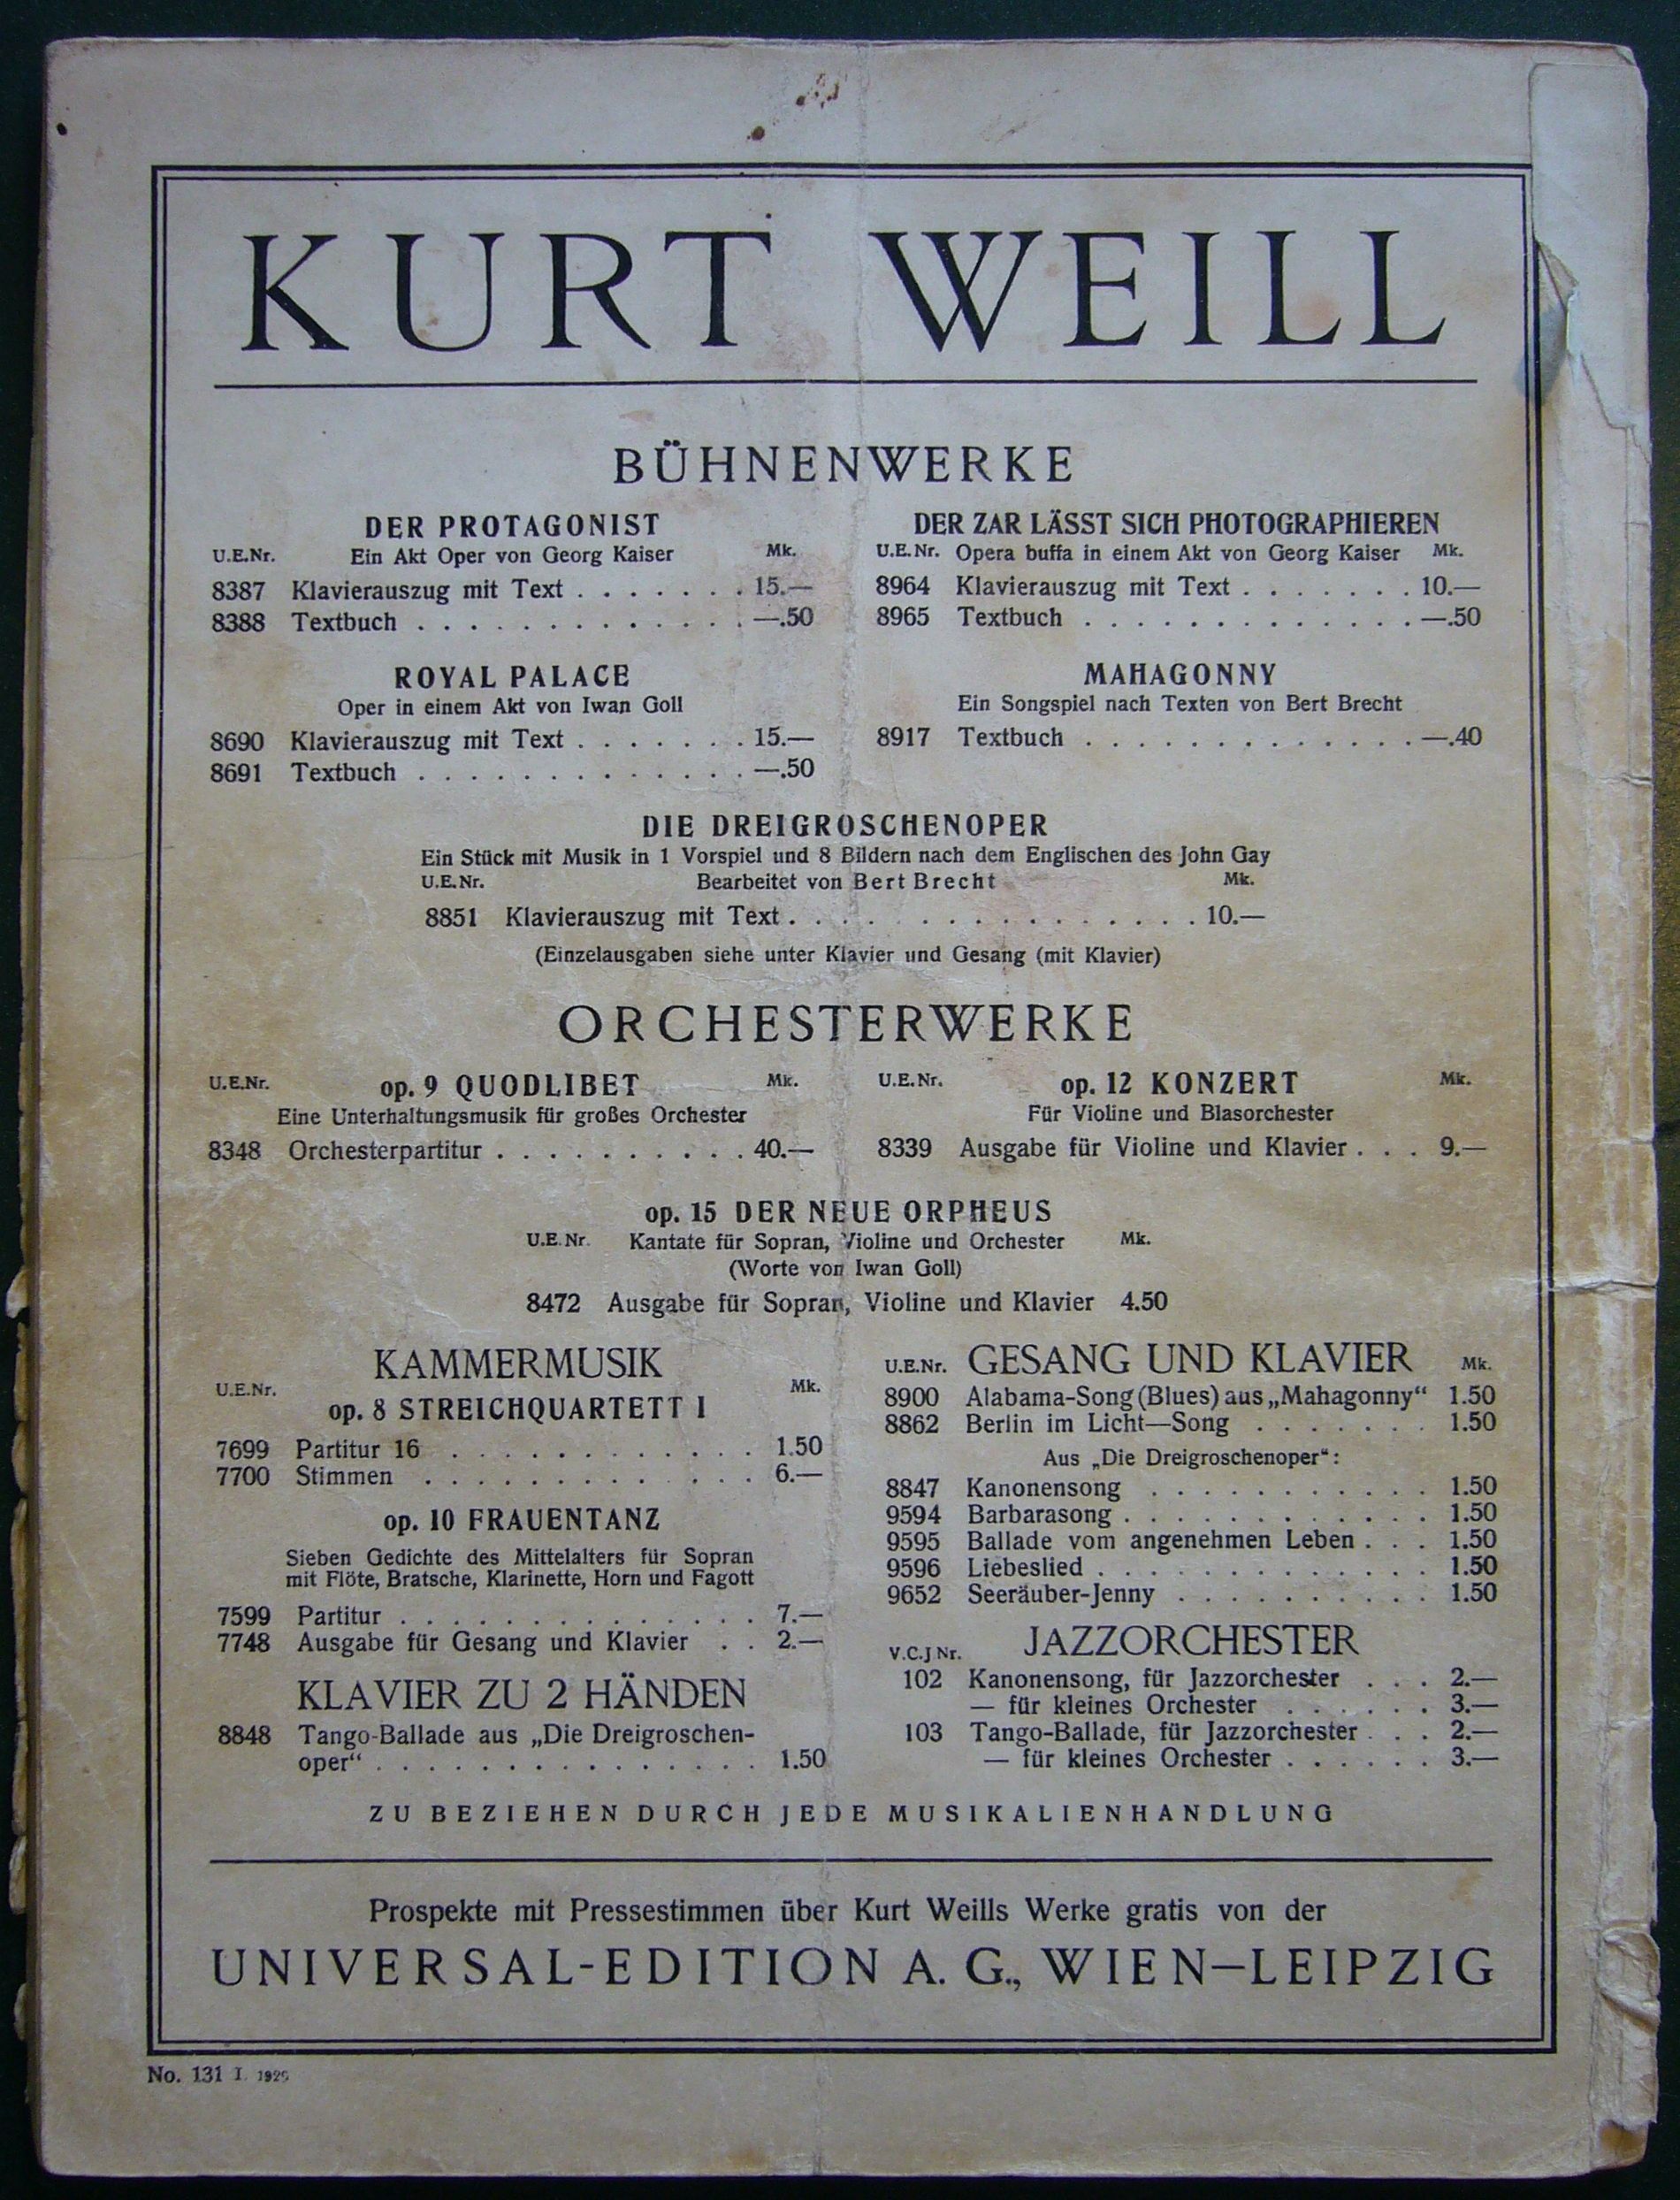 KURT WEILL
BÜHNENWERKE
DER PROTAGONIST
U.E.Nr. Ein Akt Oper von Georg Kaiser Mk.
8387 Klavierauszug mit Text . . . . . . . 15.—
8388 Textbuch . . . . . . . . . . . . . —.50
ROYAL PALACE
Oper in einem Akt von Iwan Goll
8690 Klavierauszug mit Text . . . . . . . 15.—
8691 Textbuch . . . . . . . . . . . . . —.50
DER ZAR LÄSST SICH PHOTOGRAPHIEREN
U.E.Nr. Opera buffa in einem Akt von Georg Kaiser Mk.
8964 Klavierauszug mit Text . . . . . . . 10.—
8965 Textbuch . . . . . . . . . . . . . —.50
MAHAGONNY
Ein Songspiel nach Texten von Bert Brecht
8917 Textbuch . . . . . . . . . . . . . —.40
DIE DREIGROSCHENOPER
Ein Stück mit Musik in 1 Vorspiel und 8 Bildern nach dem Englischen des John Gay
U.E.Nr. Bearbeitet von Bert Brecht Mk.
8851 Klavierauszug mit Text . . . . . . . . . . . . . . . . 10.—
(Einzelausgaben siehe unter Klavier und Gesang (mit Klavier)
ORCHESTERWERKE
U.E.Nr. op. 9 QUODLIBET Mk.
Eine Unterhaltungsmusik für großes Orchester
8348 Orchesterpartitur . . . . . . . . . . 40.—
U.E.Nr. op. 12 KONZERT Mk.
Für Violine und Blasorchester
8339 Ausgabe für Violine und Klavier . . . 9.—
op. 15 DER NEUE ORPHEUS
U.E.Nr. Kantate für Sopran, Violine und Orchester Mk.
(Worte von Iwan Goll)
8472 Ausgabe für Sopran, Violine und Klavier 4.50
KAMMERMUSIK
U.E.Nr. Mk.
op. 8 STREICHQUARTETT I
7699 Partitur 16 . . . . . . . . . . . . 1.50
7700 Stimmen . . . . . . . . . . . . . 6.—
op. 10 FRAUENTANZ
Sieben Gedichte des Mittelalters für Sopran
mit Flöte, Bratsche, Klarinette, Horn und Fagott
7599 Partitur . . . . . . . . . . . . . . 7.—
7748 Ausgabe für Gesang und Klavier . . 2.—
KLAVIER ZU 2 HÄNDEN
8848 Tango-Ballade aus „Die Dreigroschen-
oper“ . . . . . . . . . . . . . . . 1.50
U.E.Nr. GESANG UND KLAVIER Mk.
8900 Alabama-Song (Blues) aus „Mahagonny“ 1.50
8862 Berlin im Licht—Song . . . . . . . 1.50
Aus „Die Dreigroschenoper“:
8847 Kanonensong . . . . . . . . . . . 1.50
9594 Barbarasong . . . . . . . . . . . . 1.50
9595 Ballade vom angenehmen Leben . . . 1.50
9596 Liebeslied . . . . . . . . . . . . . 1.50
9652 Seeräuber-Jenny . . . . . . . . . . 1.50
V.C.J.Nr. JAZZORCHESTER
102 Kanonensong, für Jazzorchester . . . 2.—
— für kleines Orchester . . . . . . 3.—
103 Tango-Ballade, für Jazzorchester . . . 2.—
— für kleines Orchester . . . . . . 3.—
ZU BEZIEHEN DURCH JEDE MUSIKALIENHANDLUNG
Prospekte mit Pressestimmen über Kurt Weills Werke gratis von der
UNIVERSAL-EDITION A. G., WIEN—LEIPZIG
No. 131 I.